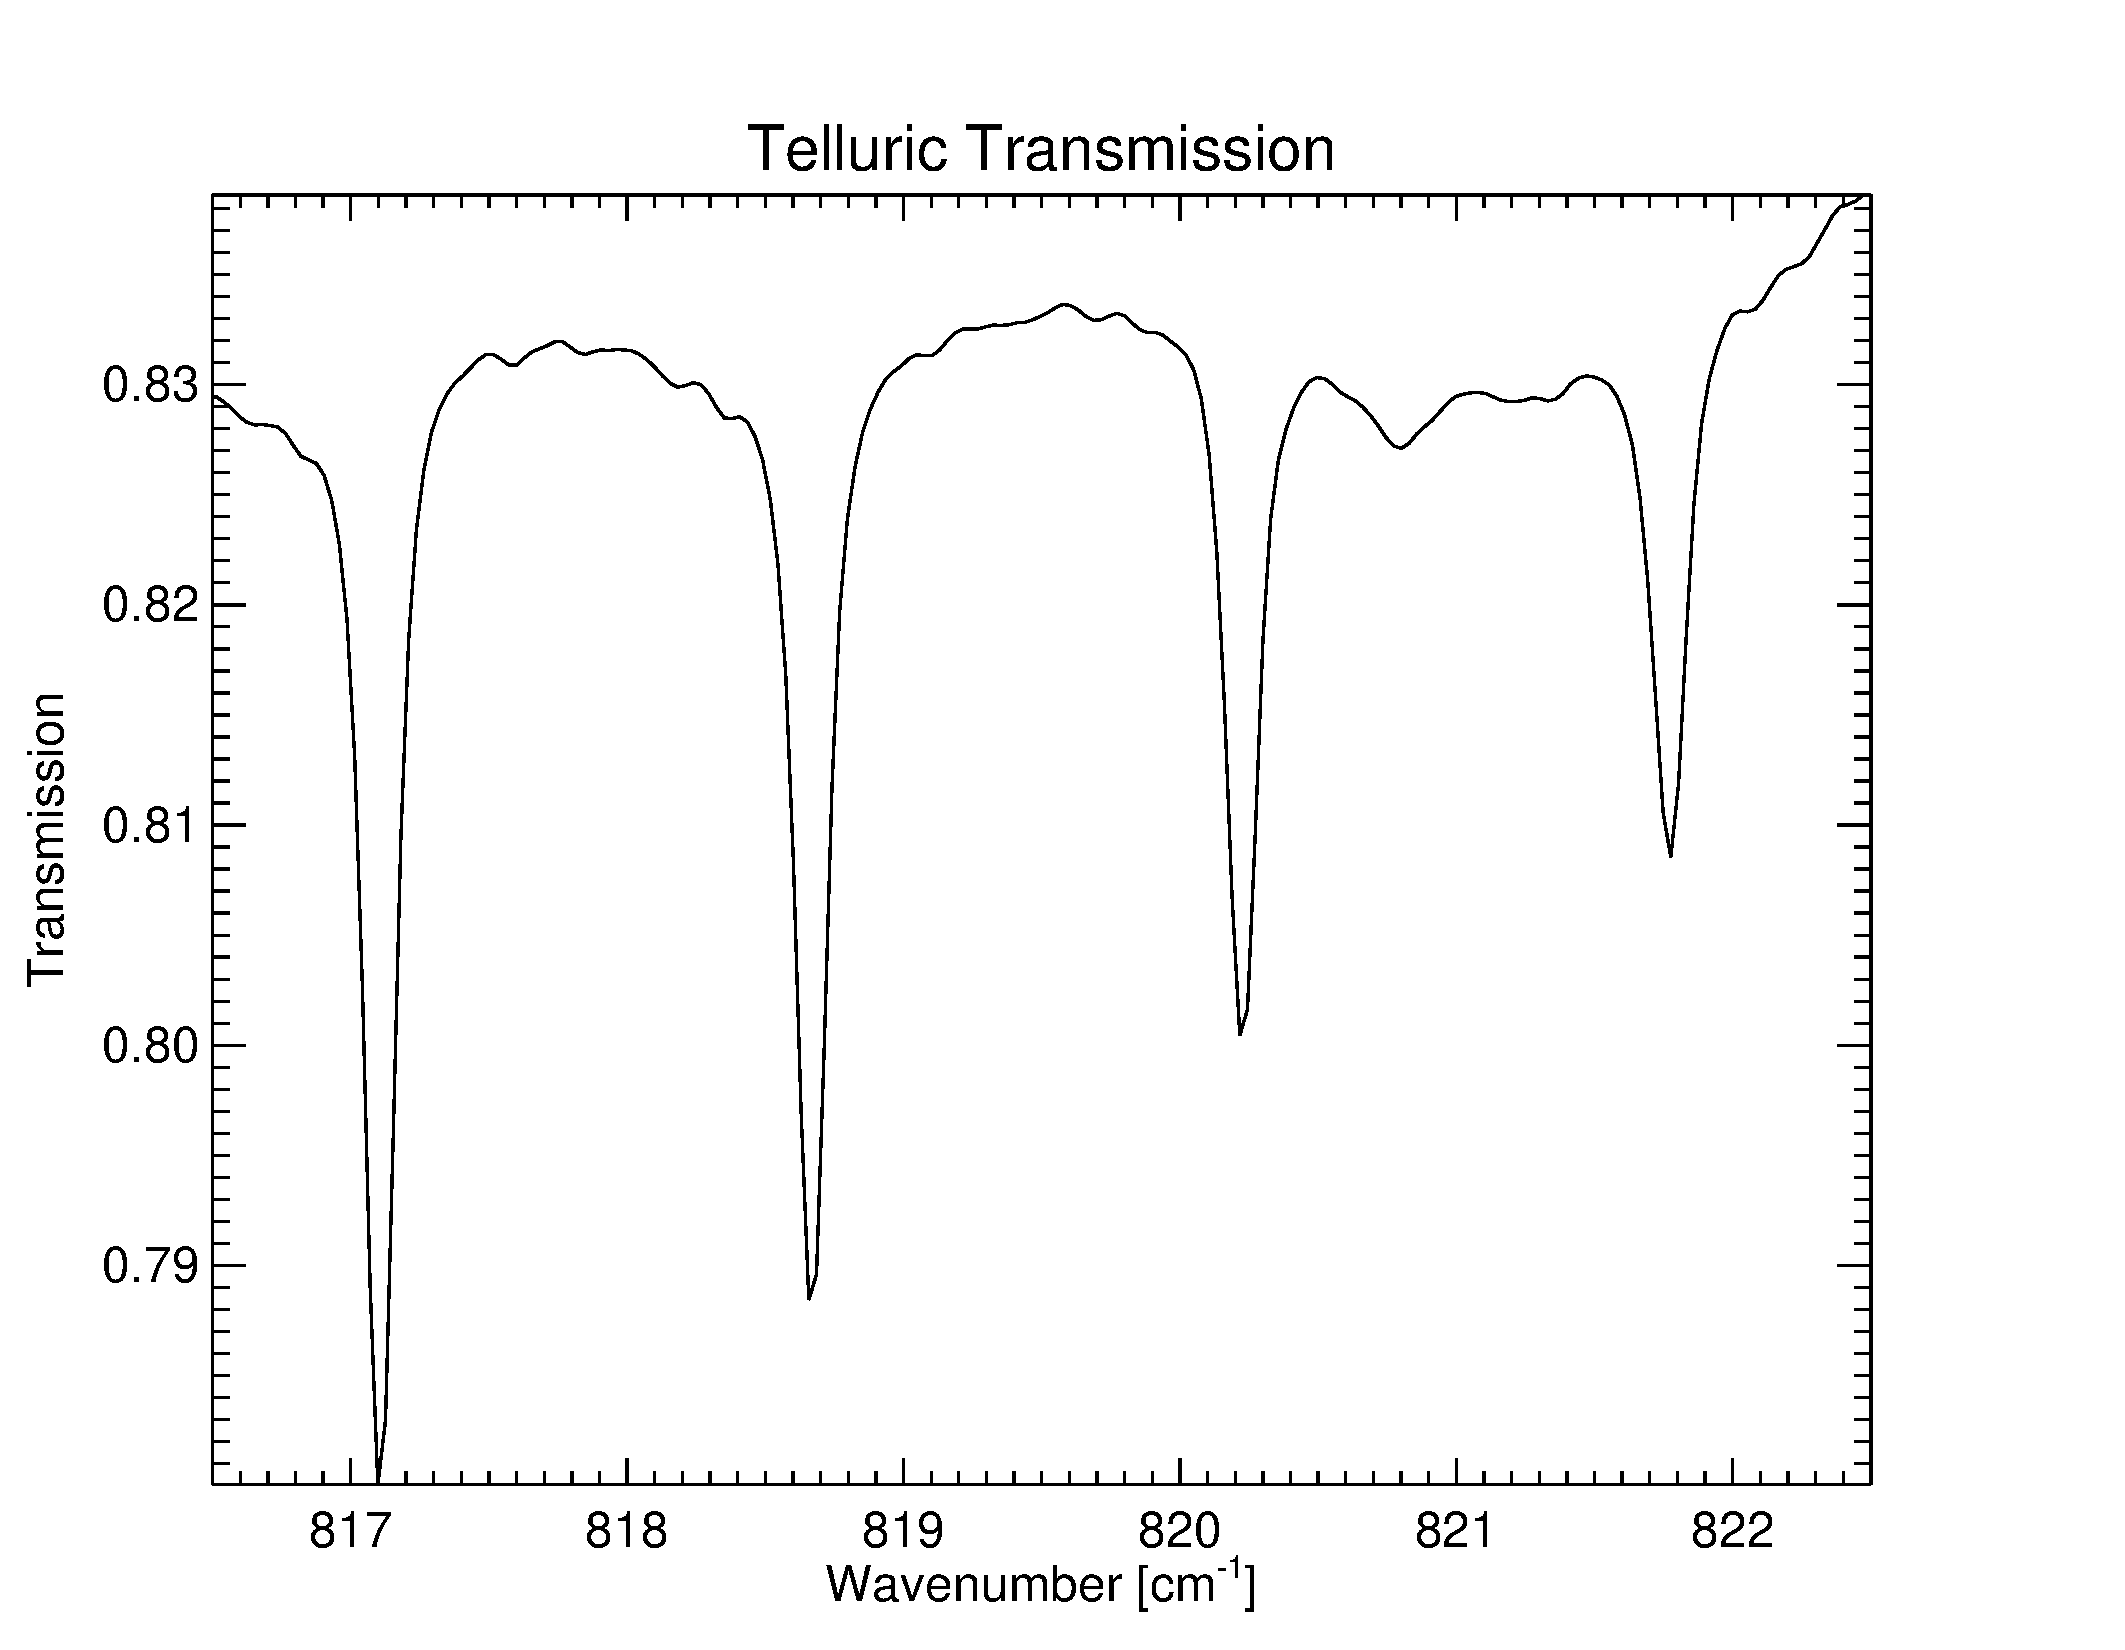 Telluric Transmission
Transmission
0.83
0.82
0.81
0.80
0.79
817 818 819 820 821 822
Wavenumber [cm⁻¹]